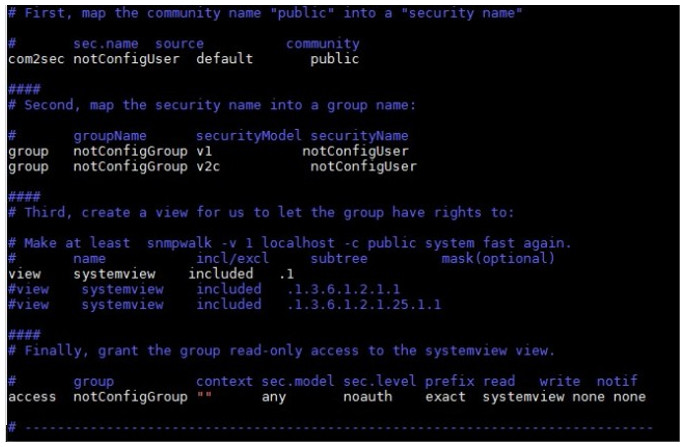 # First, map the community name "public" into a "security name"
#       sec.name  source          community
com2sec notConfigUser  default       public
####
# Second, map the security name into a group name:
#       groupName      securityModel securityName
group   notConfigGroup v1           notConfigUser
group   notConfigGroup v2c           notConfigUser
####
# Third, create a view for us to let the group have rights to:
# Make at least  snmpwalk -v 1 localhost -c public system fast again.
#       name           incl/excl     subtree         mask(optional)
view    systemview    included   .1
#view    systemview    included   .1.3.6.1.2.1.1
#view    systemview    included   .1.3.6.1.2.1.25.1.1
####
# Finally, grant the group read-only access to the systemview view.
#       group          context sec.model sec.level prefix read   write  notif
access  notConfigGroup ""      any       noauth    exact  systemview none none
# -----------------------------------------------------------------------------